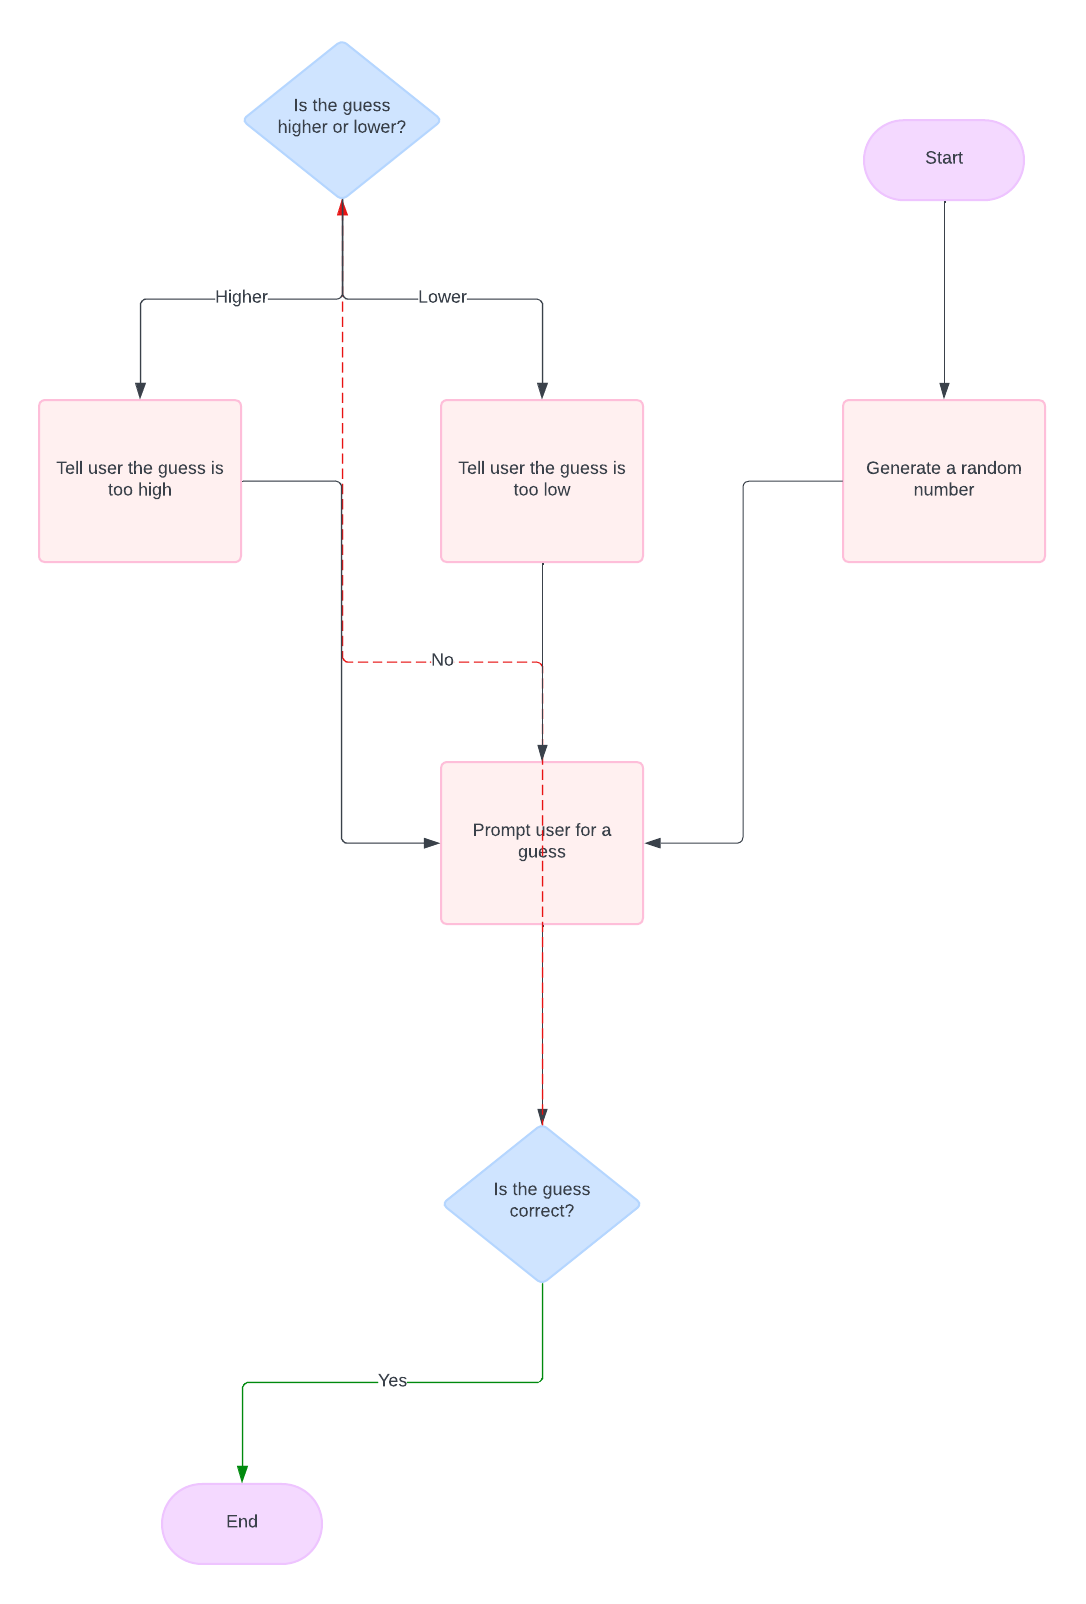 Is the guess
higher or lower?
Start
Higher
Lower
Tell user the guess is
too high
Tell user the guess is
too low
Generate a random
number
No
Prompt user for a
guess
Is the guess
correct?
Yes
End